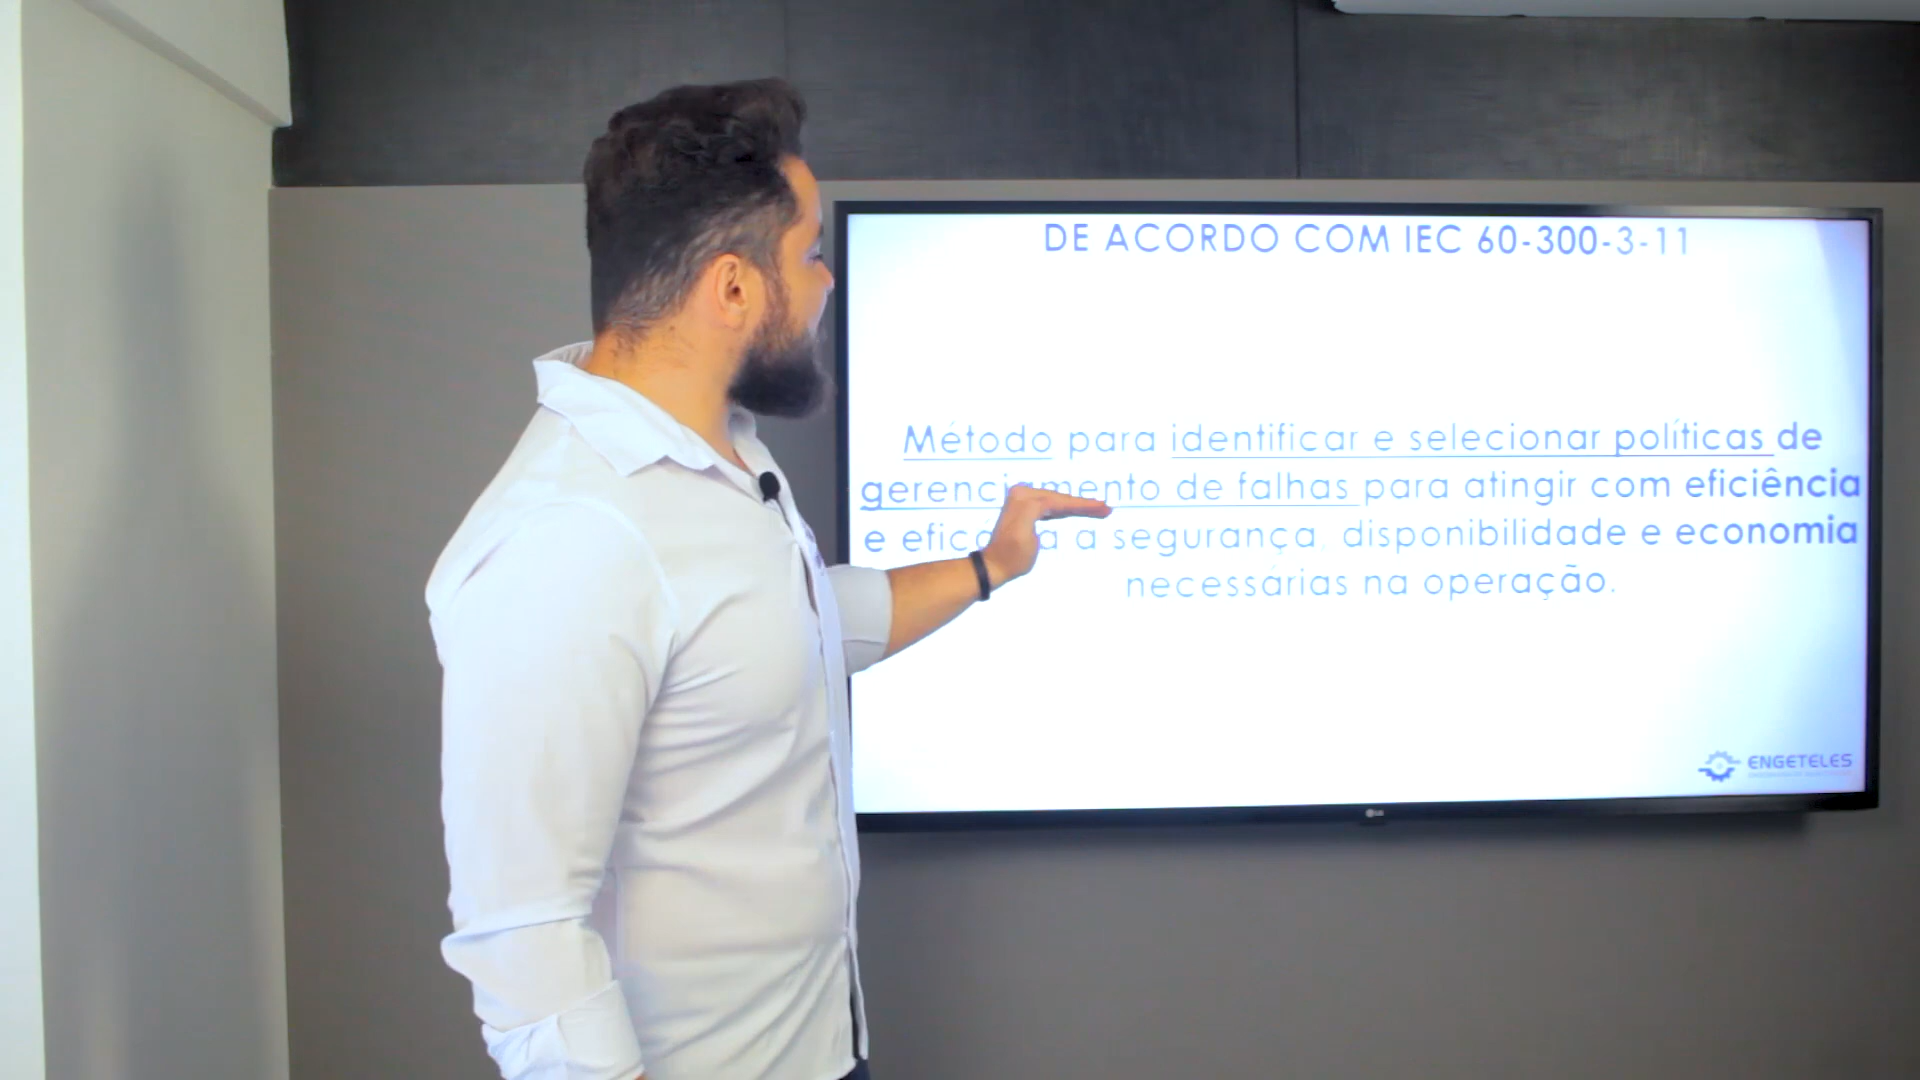 DE ACORDO COM IEC 60-300-3-11
Método para identificar e selecionar políticas de
gerenciamento de falhas para atingir com eficiência
e eficácia a segurança, disponibilidade e economia
necessárias na operação.
ENGETELES
LG